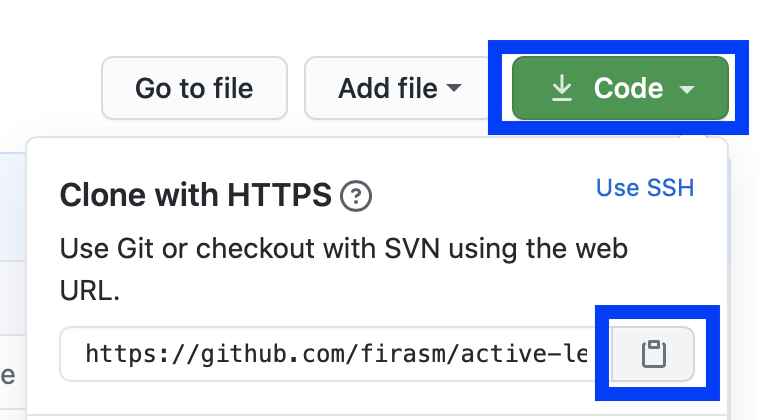 Go to file
Add file
Code
Clone with HTTPS
Use SSH
Use Git or checkout with SVN using the web
URL.
https://github.com/firasm/active-le
e